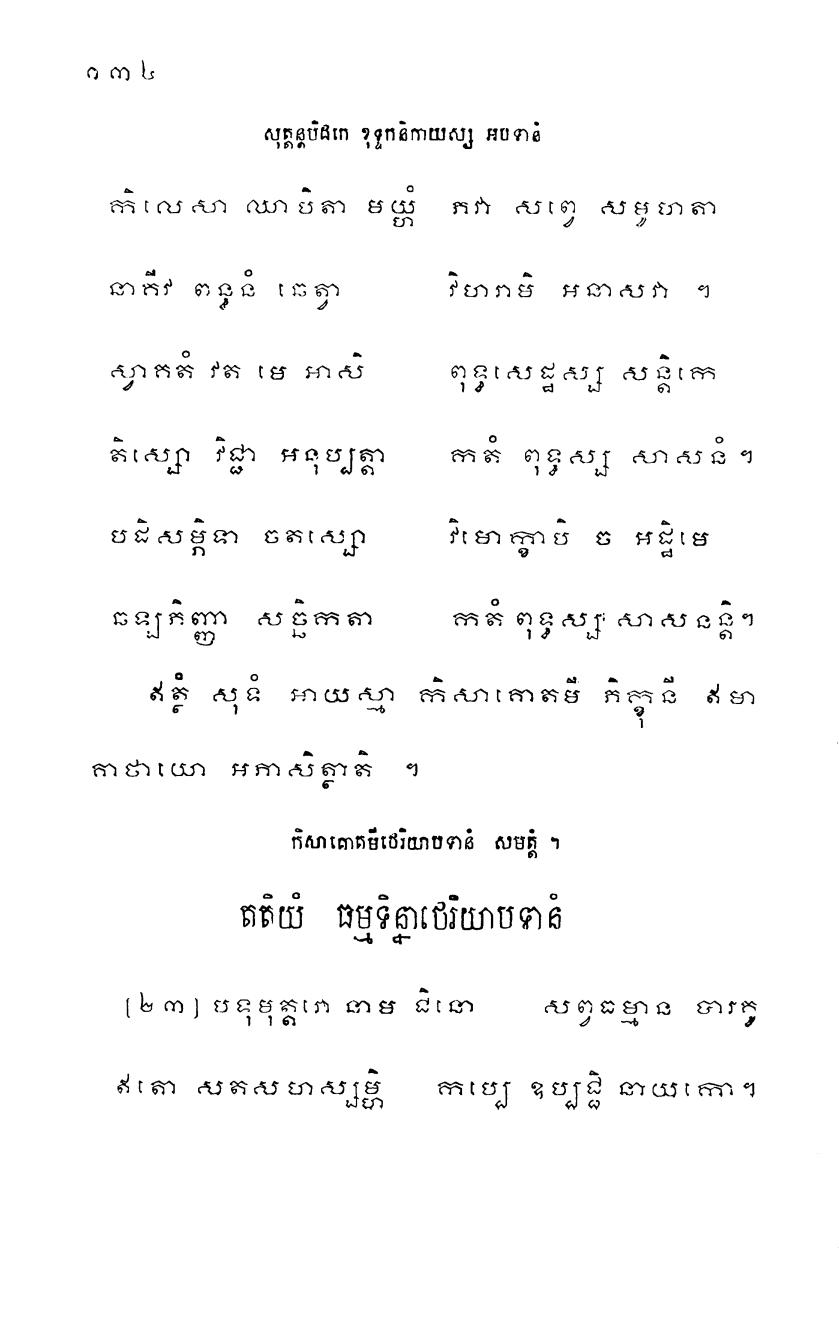 ១៣៤
សុត្តន្តបិដកេ ខុទ្ទកនិកាយស្ស អបទានំ
កិលេសា ឈាបិតា មយ្ហំ ភវា សព្វេ សមូហតា
នាគីវ ពន្ធនំ ឆេត្វា វិហរាមិ អនាសវា ។
ស្វាគតំ វត មេ អាសិ ពុទ្ធសេដ្ឋស្ស សន្តិកេ
តិស្សោ វិជ្ជា អនុប្បត្តា កតំ ពុទ្ធស្ស សាសនំ ។
បដិសម្ភិទា ចតស្សោ វិមោក្ខាបិ ច អដ្ឋិមេ
ឆឡភិញ្ញា សច្ឆិកតា កតំ ពុទ្ធស្ស សាសនន្តិ ។
ឥត្ថំ សុទំ អាយស្មា កិសាគោតមី ភិក្ខុនី ឥមា
គាថាយោ អភាសិត្ថាតិ ។
កិសាគោតមីថេរិយាបទានំ សមត្តំ ។
តតិយំ ធម្មទិន្នាថេរិយាបទានំ
[២៣] បទុមុត្តរោ នាម ជិនោ សព្វធម្មាន បារគូ
ឥតោ សតសហស្សម្ហិ កប្បេ ឧប្បជ្ជិ នាយកោ ។